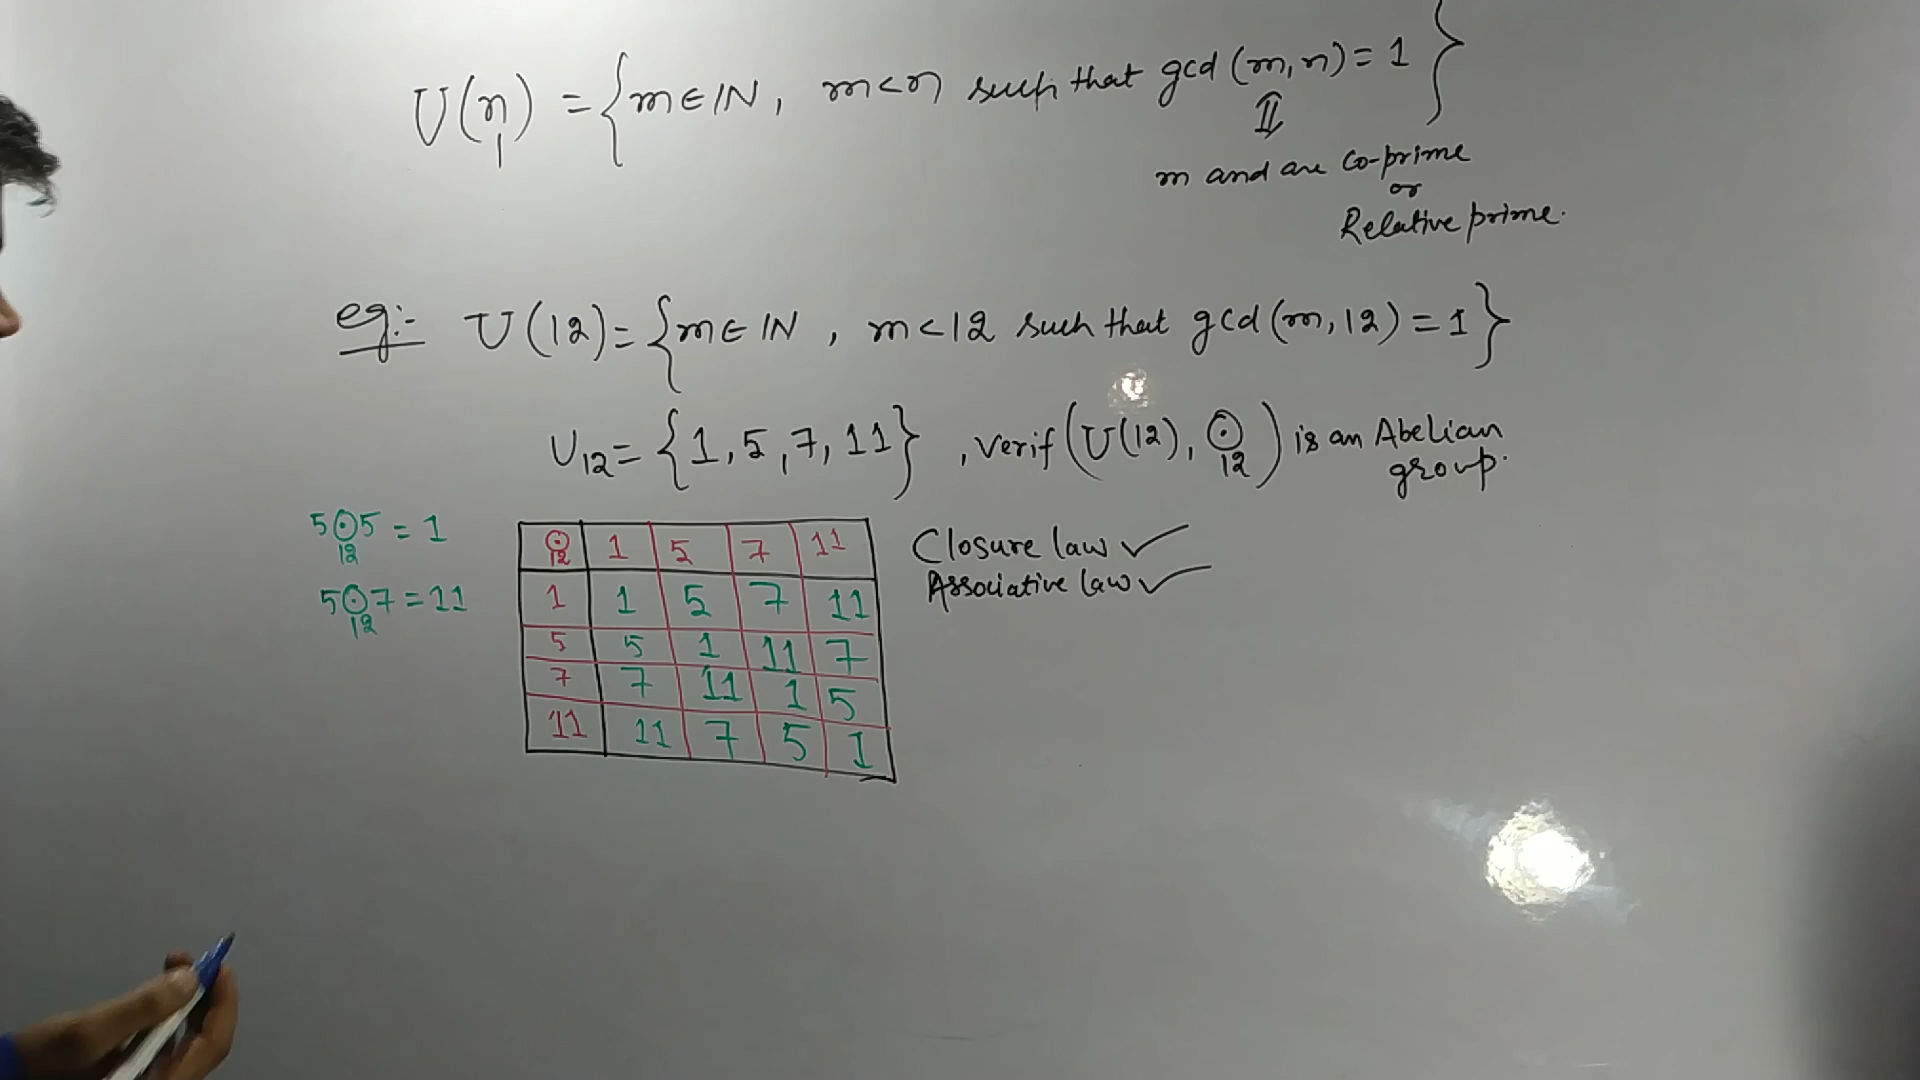 U(n) = {m∈IN, m<n such that gcd (m,n)=1}
m and are co-prime
or
Relative prime.
eg:- U(12)= {m∈IN, m<12 such that gcd(m,12)=1}
U12= {1,5,7,11}, verif (U(12), ⊙12) is an Abelian group.
5⊙12 5 = 1
5⊙12 7 = 11
⊙12 1 5 7 11
1 1 5 7 11
5 5 1 11 7
7 7 11 1 5
11 11 7 5 1
Closure law ✓
Associative law ✓